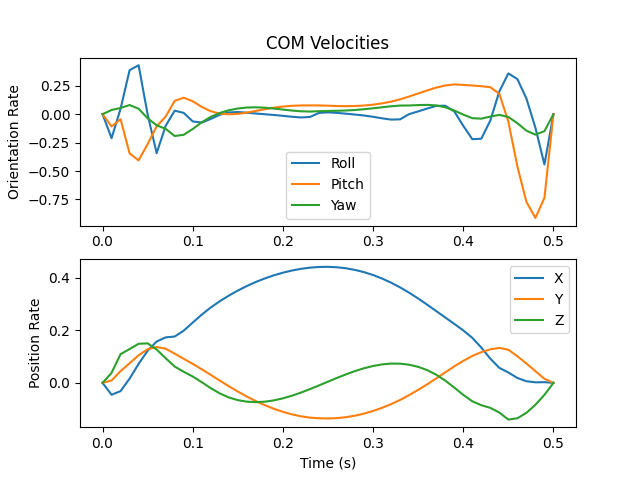 COM Velocities
Orientation Rate
0.25
0.00
−0.25
−0.50
−0.75
Roll
Pitch
Yaw
0.0 0.1 0.2 0.3 0.4 0.5
Position Rate
0.4
0.2
0.0
X
Y
Z
0.0 0.1 0.2 0.3 0.4 0.5
Time (s)